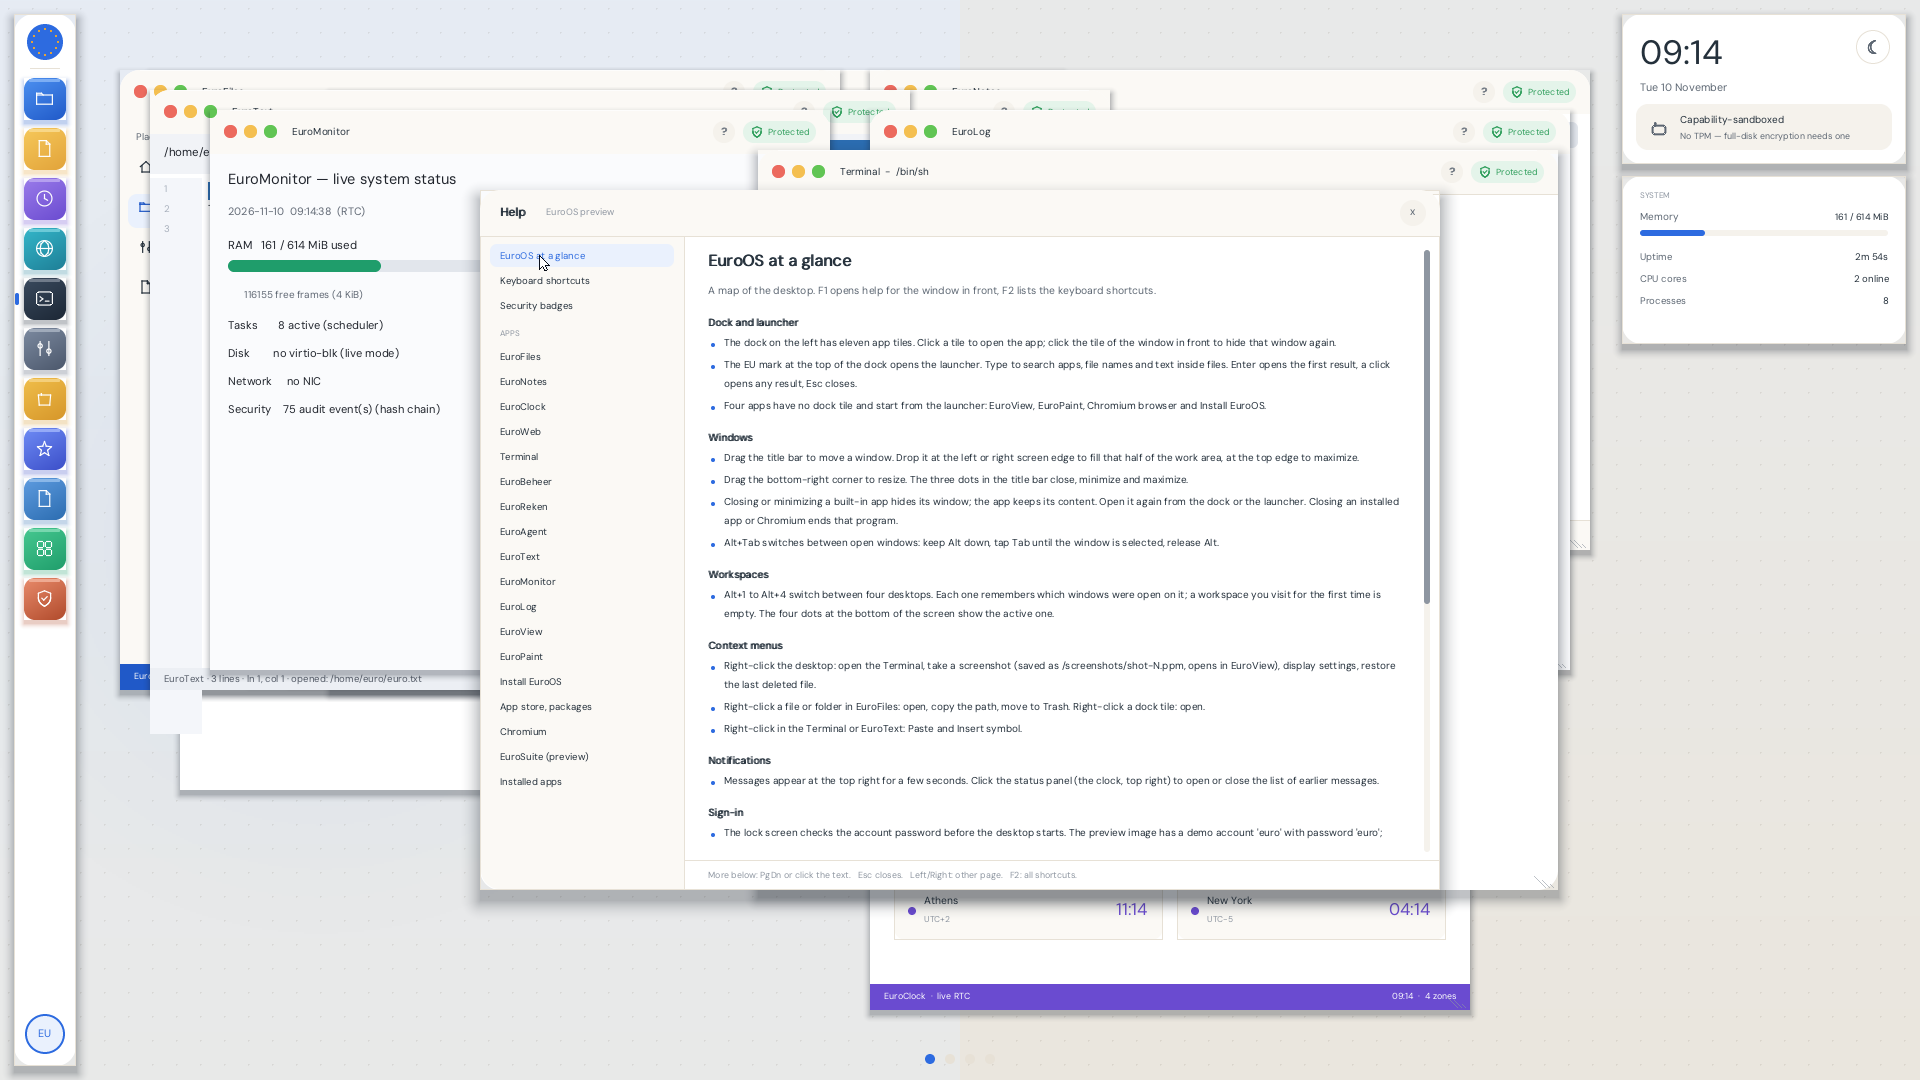 09:14
Tue 10 November
Capability-sandboxed
No TPM — full-disk encryption needs one
SYSTEM
Memory 161 / 614 MiB
Uptime 2m 54s
CPU cores 2 online
Processes 8
? Protected
EuroMonitor ? Protected
EuroLog ? Protected
Terminal - /bin/sh ? Protected
/home/e
1
2
3
EuroMonitor — live system status
2026-11-10 09:14:38 (RTC)
RAM 161 / 614 MiB used
116155 free frames (4 KiB)
Tasks 8 active (scheduler)
Disk no virtio-blk (live mode)
Network no NIC
Security 75 audit event(s) (hash chain)
EuroText · 3 lines · ln 1, col 1 · opened: /home/euro/euro.txt
Help EuroOS preview x
EuroOS at a glance
Keyboard shortcuts
Security badges
APPS
EuroFiles
EuroNotes
EuroClock
EuroWeb
Terminal
EuroBeheer
EuroReken
EuroAgent
EuroText
EuroMonitor
EuroLog
EuroView
EuroPaint
Install EuroOS
App store, packages
Chromium
EuroSuite (preview)
Installed apps
EuroOS at a glance
A map of the desktop. F1 opens help for the window in front, F2 lists the keyboard shortcuts.
Dock and launcher
The dock on the left has eleven app tiles. Click a tile to open the app; click the tile of the window in front to hide that window again.
The EU mark at the top of the dock opens the launcher. Type to search apps, file names and text inside files. Enter opens the first result, a click
opens any result, Esc closes.
Four apps have no dock tile and start from the launcher: EuroView, EuroPaint, Chromium browser and Install EuroOS.
Windows
Drag the title bar to move a window. Drop it at the left or right screen edge to fill that half of the work area, at the top edge to maximize.
Drag the bottom-right corner to resize. The three dots in the title bar close, minimize and maximize.
Closing or minimizing a built-in app hides its window; the app keeps its content. Open it again from the dock or the launcher. Closing an installed
app or Chromium ends that program.
Alt+Tab switches between open windows: keep Alt down, tap Tab until the window is selected, release Alt.
Workspaces
Alt+1 to Alt+4 switch between four desktops. Each one remembers which windows were open on it; a workspace you visit for the first time is
empty. The four dots at the bottom of the screen show the active one.
Context menus
Right-click the desktop: open the Terminal, take a screenshot (saved as /screenshots/shot-N.ppm, opens in EuroView), display settings, restore
the last deleted file.
Right-click a file or folder in EuroFiles: open, copy the path, move to Trash. Right-click a dock tile: open.
Right-click in the Terminal or EuroText: Paste and Insert symbol.
Notifications
Messages appear at the top right for a few seconds. Click the status panel (the clock, top right) to open or close the list of earlier messages.
Sign-in
The lock screen checks the account password before the desktop starts. The preview image has a demo account 'euro' with password 'euro';
More below: PgDn or click the text. Esc closes. Left/Right: other page. F2: all shortcuts.
Athens 11:14
UTC+2
New York 04:14
UTC-5
EuroClock · live RTC 09:14 · 4 zones
EU